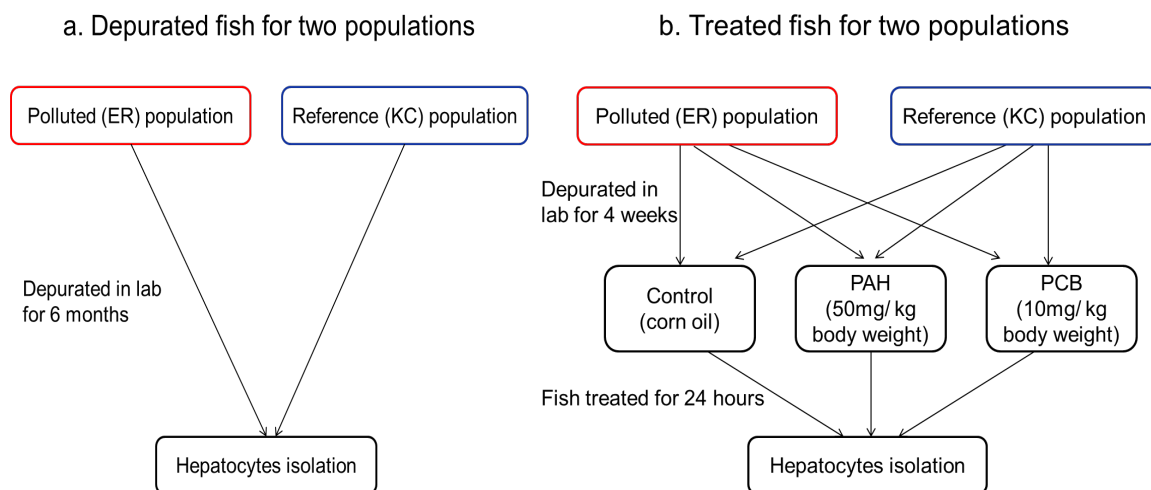 a. Depurated fish for two populations
Polluted (ER) population
Reference (KC) population
Depurated in lab
for 6 months
Hepatocytes isolation
b. Treated fish for two populations
Polluted (ER) population
Reference (KC) population
Depurated in
lab for 4 weeks
Control
(corn oil)
PAH
(50mg/ kg
body weight)
PCB
(10mg/ kg
body weight)
Fish treated for 24 hours
Hepatocytes isolation